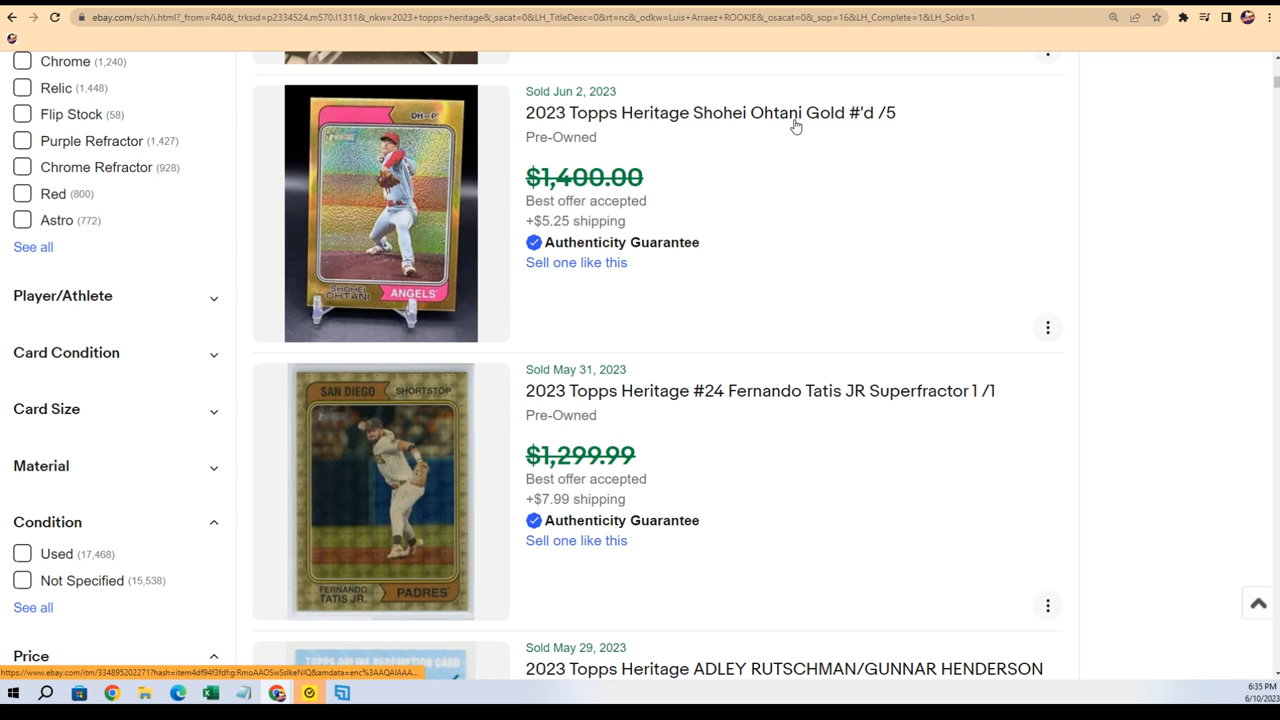 ebay.com/sch/i.html?_from=R40&_trksid=p2334524.m570.l1311&_nkw=2023+topps+heritage&_sacat=0&LH_TitleDesc=0&rt=nc&_odkw=Luis+Arraez+ROOKIE&_osacat=0&_sop=16&LH_Complete=1&LH_Sold=1
Chrome (1,240)
Relic (1,448)
Flip Stock (58)
Purple Refractor (1,427)
Chrome Refractor (928)
Red (800)
Astro (772)
See all
Player/Athlete
Card Condition
Card Size
Material
Condition
Used (17,468)
Not Specified (15,538)
See all
Price
Sold Jun 2, 2023
2023 Topps Heritage Shohei Ohtani Gold #'d /5
Pre-Owned
$1,400.00
Best offer accepted
+$5.25 shipping
Authenticity Guarantee
Sell one like this
DH-P
Heritage
SHOHEI
OHTANI
ANGELS
Sold May 31, 2023
2023 Topps Heritage #24 Fernando Tatis JR Superfractor 1 /1
Pre-Owned
$1,299.99
Best offer accepted
+$7.99 shipping
Authenticity Guarantee
Sell one like this
SAN DIEGO
SHORTSTOP
FERNANDO
TATIS JR.
PADRES
Sold May 29, 2023
2023 Topps Heritage ADLEY RUTSCHMAN/GUNNAR HENDERSON
TOPPS ONLINE REDEMPTION CARD
6:35 PM
6/10/2023